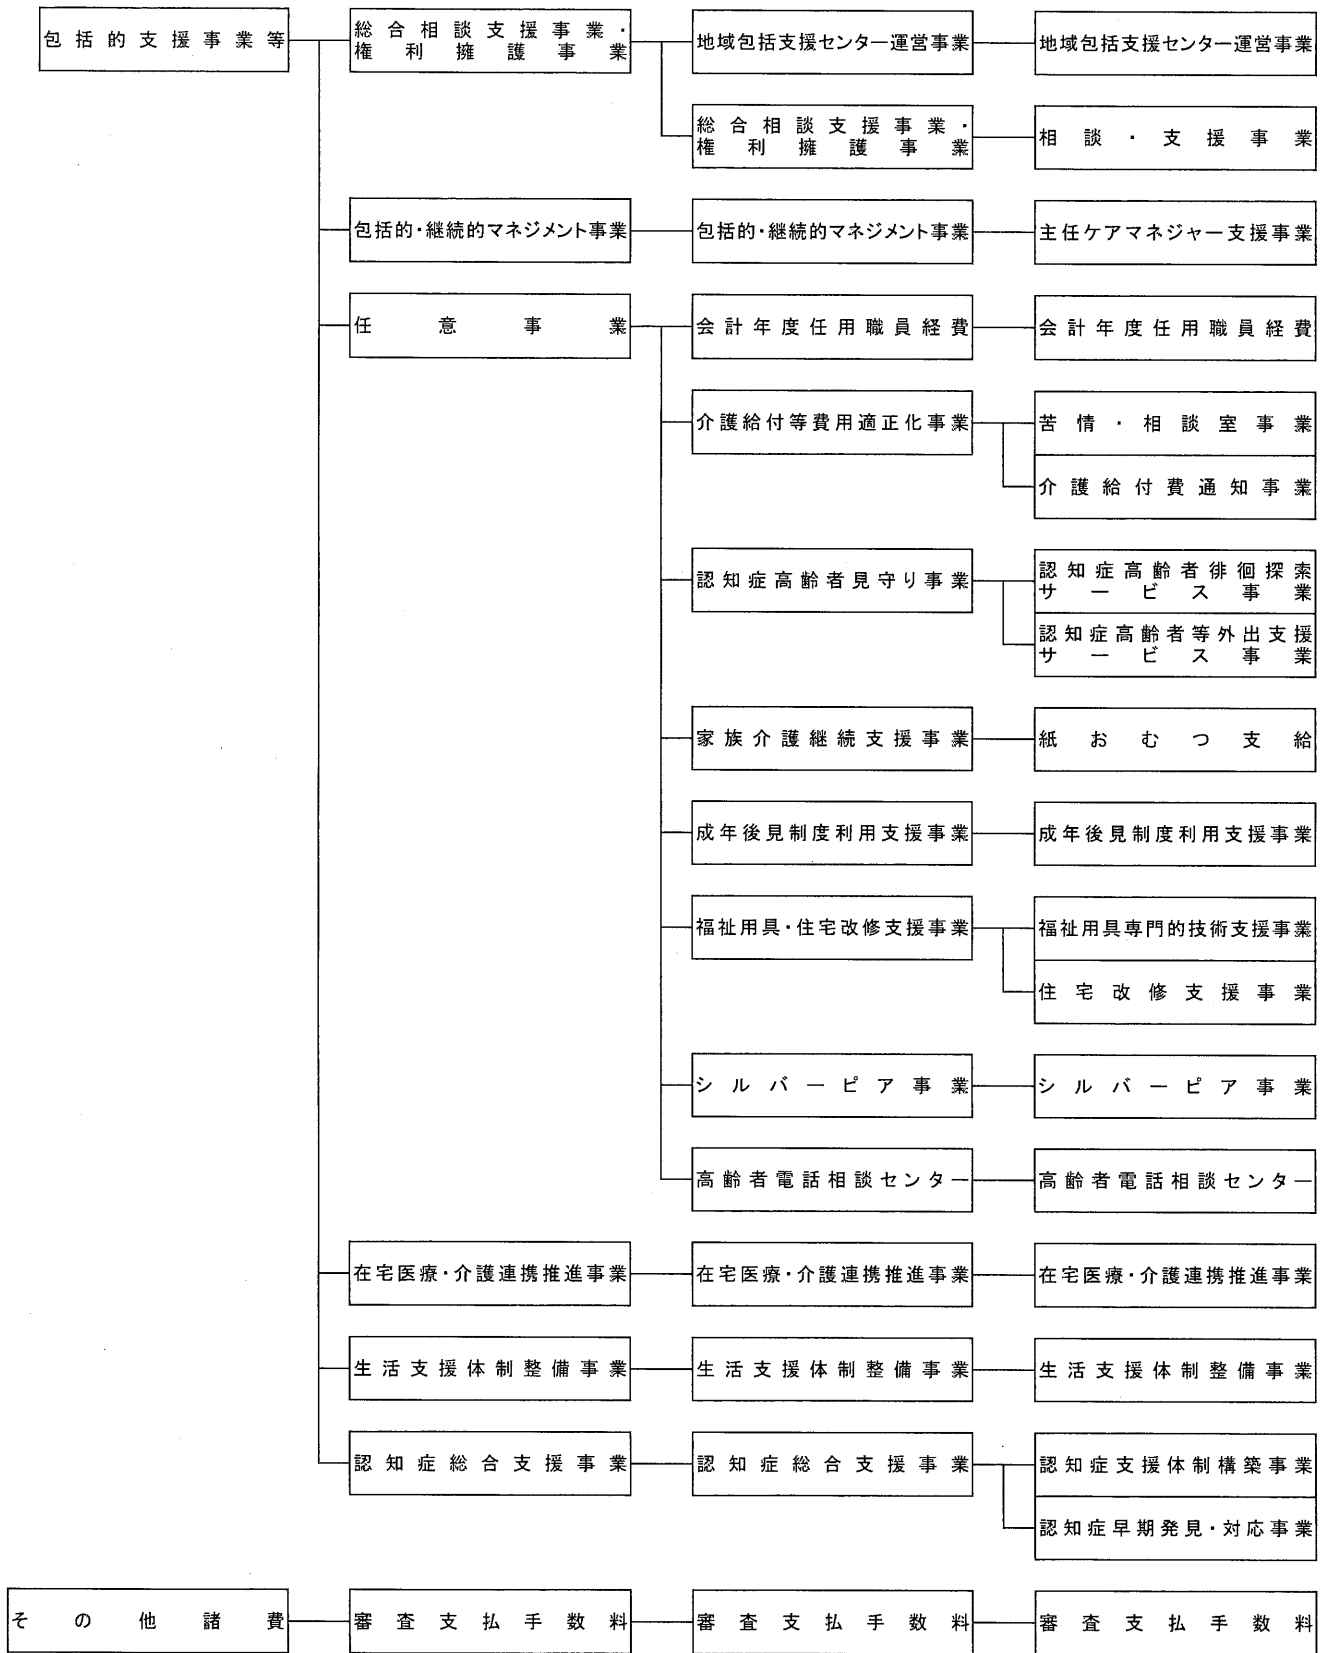 包括的支援事業等
総合相談支援事業・
権利擁護事業
地域包括支援センター運営事業
地域包括支援センター運営事業
総合相談支援事業・
権利擁護事業
相談・支援事業
包括的・継続的マネジメント事業
包括的・継続的マネジメント事業
主任ケアマネジャー支援事業
任意事業
会計年度任用職員経費
会計年度任用職員経費
介護給付等費用適正化事業
苦情・相談室事業
介護給付費通知事業
認知症高齢者見守り事業
認知症高齢者徘徊探索
サービス事業
認知症高齢者等外出支援
サービス事業
家族介護継続支援事業
紙おむつ支給
成年後見制度利用支援事業
成年後見制度利用支援事業
福祉用具・住宅改修支援事業
福祉用具専門的技術支援事業
住宅改修支援事業
シルバーピア事業
シルバーピア事業
高齢者電話相談センター
高齢者電話相談センター
在宅医療・介護連携推進事業
在宅医療・介護連携推進事業
在宅医療・介護連携推進事業
生活支援体制整備事業
生活支援体制整備事業
生活支援体制整備事業
認知症総合支援事業
認知症総合支援事業
認知症支援体制構築事業
認知症早期発見・対応事業
その他諸費
審査支払手数料
審査支払手数料
審査支払手数料